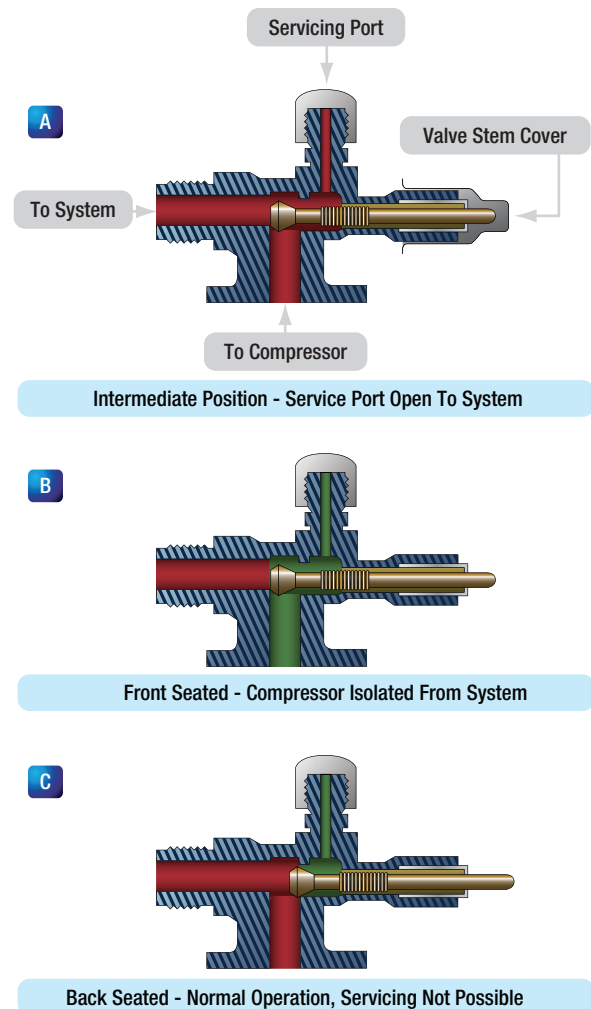 Servicing Port
A
Valve Stem Cover
To System
To Compressor
Intermediate Position - Service Port Open To System
B
Front Seated - Compressor Isolated From System
C
Back Seated - Normal Operation, Servicing Not Possible